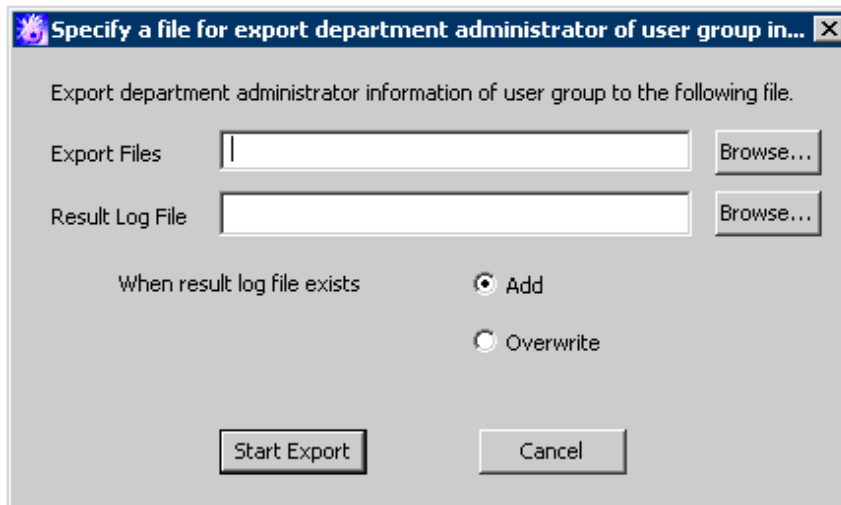 Specify a file for export department administrator of user group in...
Export department administrator information of user group to the following file.
Export Files
Browse...
Result Log File
Browse...
When result log file exists
Add
Overwrite
Start Export
Cancel